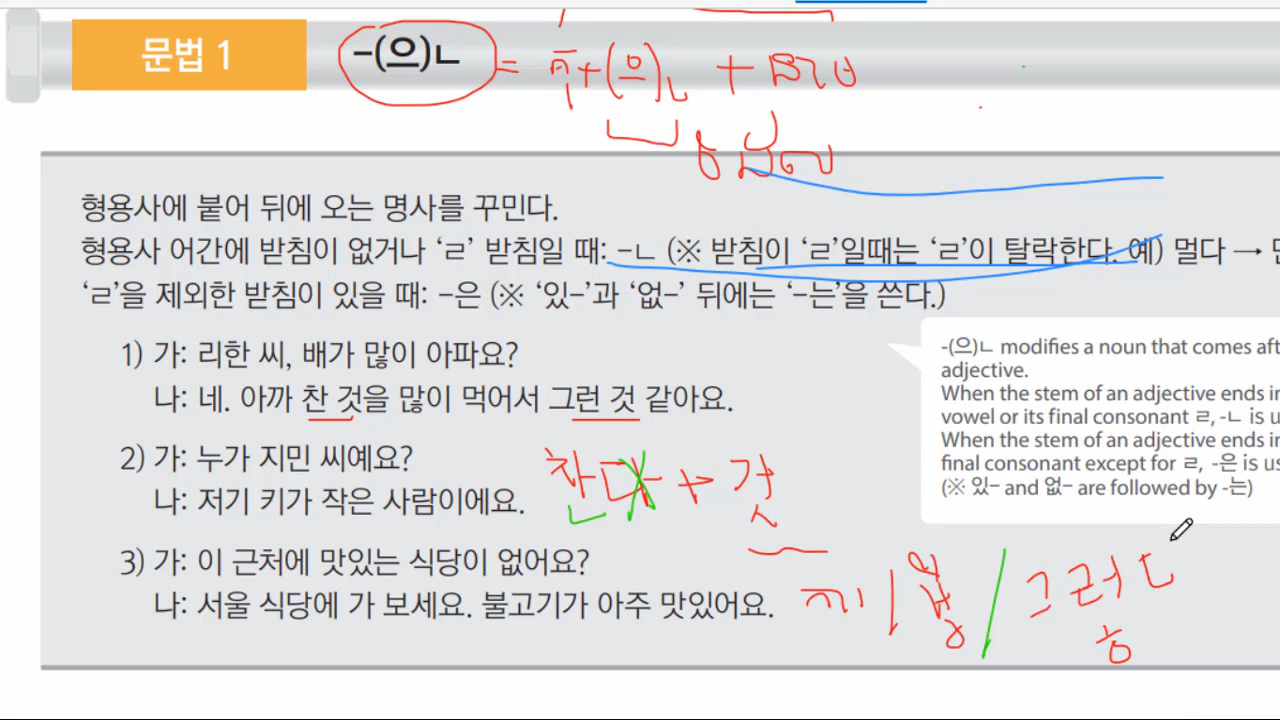 문법 1
-(으)ㄴ
=
+(으)ㄴ +
형용사에 붙어 뒤에 오는 명사를 꾸민다.
형용사 어간에 받침이 없거나 ‘ㄹ’ 받침일 때: -ㄴ (※ 받침이 ‘ㄹ’일때는 ‘ㄹ’이 탈락한다. 예) 멀다 →
‘ㄹ’을 제외한 받침이 있을 때: -은 (※ ‘있-’과 ‘없-’ 뒤에는 ‘-는’을 쓴다.)
1) 가: 리한 씨, 배가 많이 아파요?
나: 네. 아까 찬 것을 많이 먹어서 그런 것 같아요.
2) 가: 누가 지민 씨예요?
나: 저기 키가 작은 사람이에요.
3) 가: 이 근처에 맛있는 식당이 없어요?
나: 서울 식당에 가 보세요. 불고기가 아주 맛있어요.
-(으)ㄴ modifies a noun that comes aft
adjective.
When the stem of an adjective ends in
vowel or its final consonant ㄹ, -ㄴ is u
When the stem of an adjective ends in
final consonant except for ㄹ, -은 is us
(※ 있- and 없- are followed by -는)
찬다 + 것